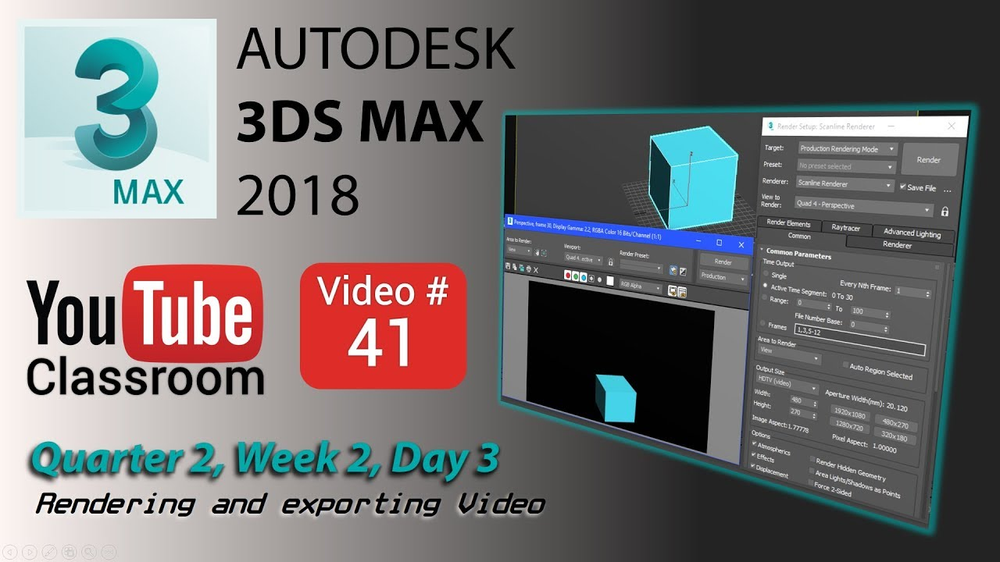 3
MAX
AUTODESK
3DS MAX
2018
YouTube
Classroom
Video #
41
Quarter 2, Week 2, Day 3
Rendering and exporting Video
3 Render Setup: Scanline Renderer
Target: Production Rendering Mode
Render
Preset: No preset selected
Renderer: Scanline Renderer
Save File ...
View to
Render: Quad 4 - Perspective
Render Elements Raytracer Advanced Lighting
Common Renderer
Common Parameters
Time Output
Single Every Nth Frame: 1
Active Time Segment: 0 To 30
Range: 0 To 100
File Number Base: 0
Frames 1,3,5-12
Area to Render
View Auto Region Selected
Output Size
HDTV (video) Aperture Width(mm): 20.120
Width: 480 1920x1080 480x270
Height: 270 1280x720 320x180
Image Aspect:1.77778 Pixel Aspect: 1.00000
Options
Atmospherics Render Hidden Geometry
Effects Area Lights/Shadows as Points
Displacement Force 2-Sided
3 Perspective, frame 30, Display Gamma: 2.2, RGBA Color 16 Bits/Channel (1:1)
Area to Render: Viewport: Render Preset: Render
View Quad 4...ective Production
RGB Alpha